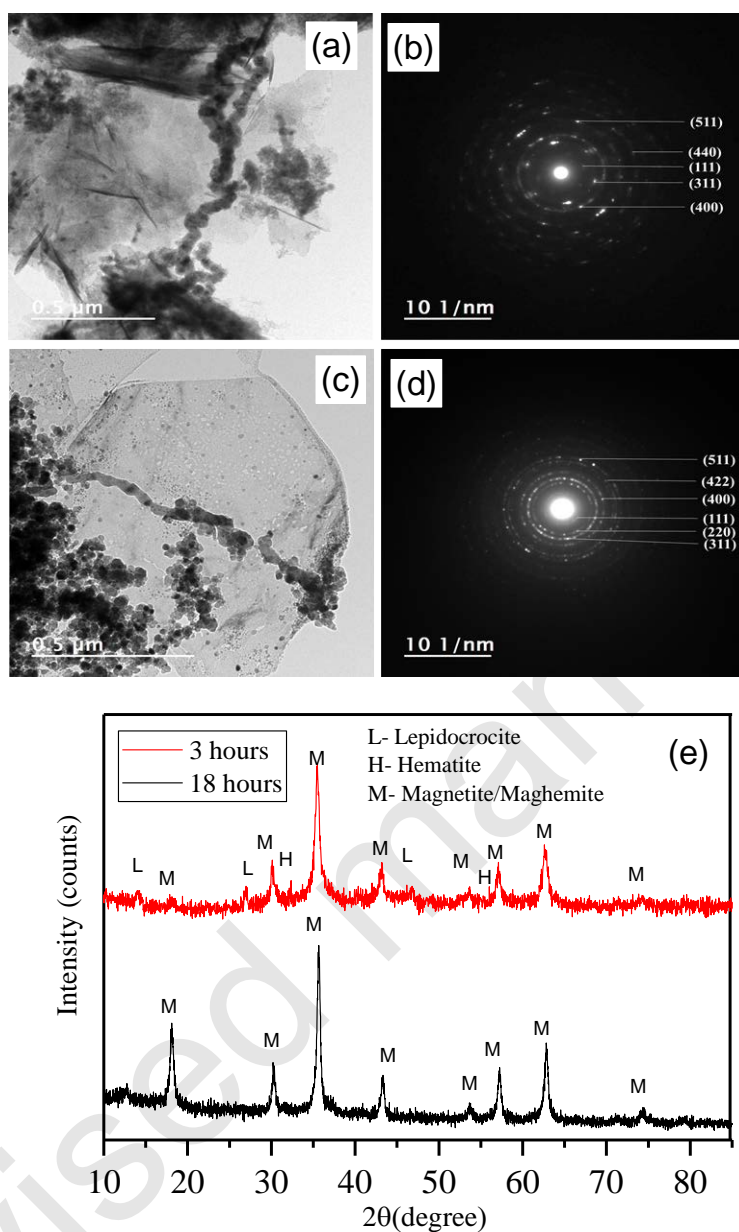 (a)
0.5 µm
(b)
(511)
(440)
(111)
(311)
(400)
10 1/nm
(c)
0.5 µm
(d)
(511)
(422)
(400)
(111)
(220)
(311)
10 1/nm
(e)
3 hours
18 hours
L- Lepidocrocite
H- Hematite
M- Magnetite/Maghemite
L M L M H M M L M H M M M
M M M M M M M M
Intensity (counts)
10 20 30 40 50 60 70 80
2θ(degree)